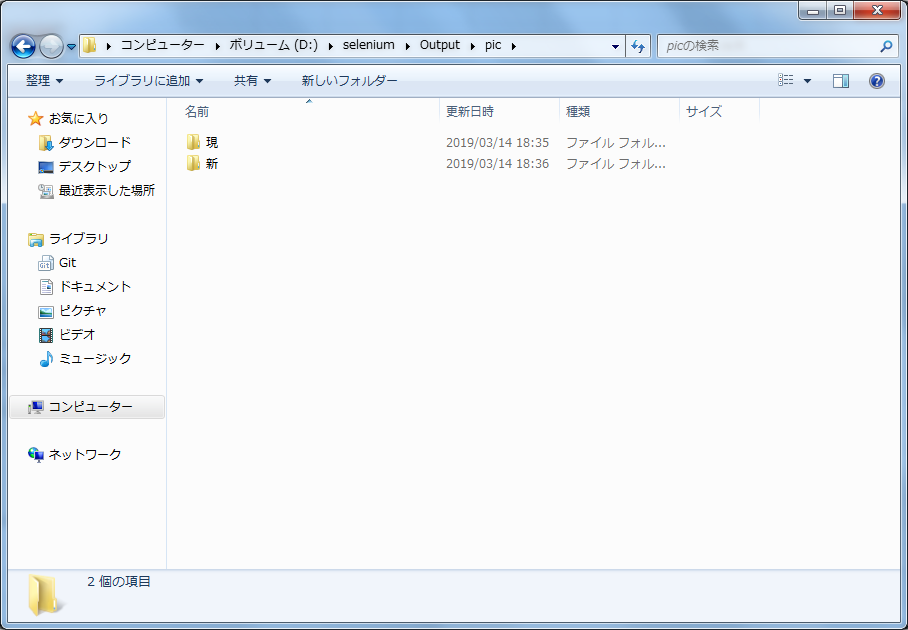 コンピューター ボリューム (D:) selenium Output pic picの検索
整理 ライブラリに追加 共有 新しいフォルダー
名前 更新日時 種類 サイズ
現 2019/03/14 18:35 ファイル フォル...
新 2019/03/14 18:36 ファイル フォル...
お気に入り
ダウンロード
デスクトップ
最近表示した場所
ライブラリ
Git
ドキュメント
ピクチャ
ビデオ
ミュージック
コンピューター
ネットワーク
2 個の項目